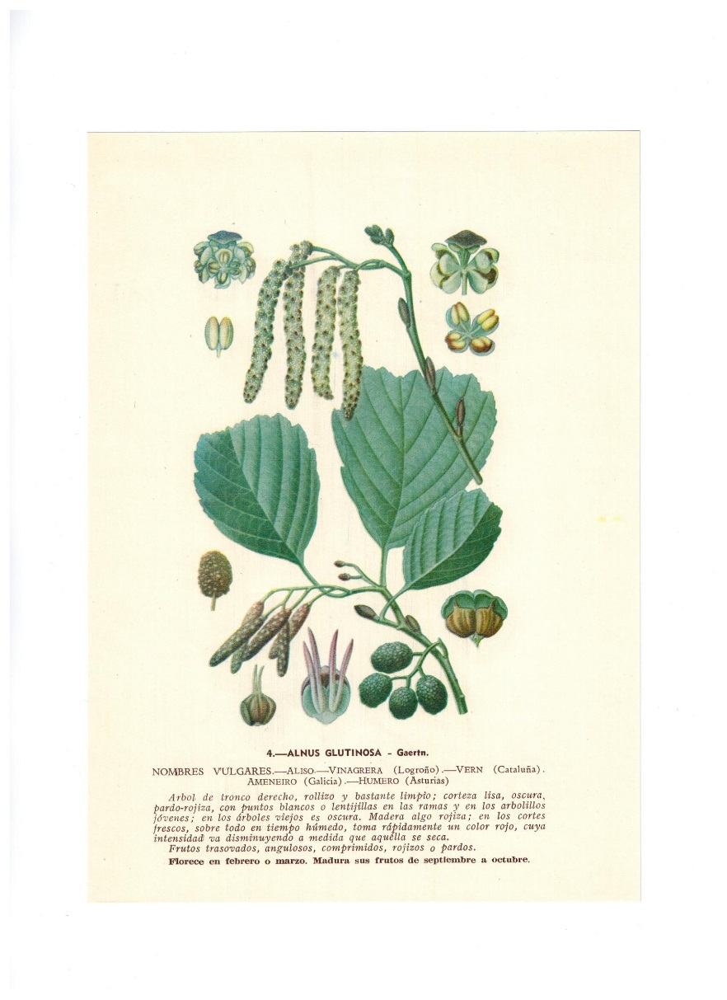 4.—ALNUS GLUTINOSA - Gaertn.
NOMBRES VULGARES.—ALISO.—VINAGRERA (Logroño).—VERN (Cataluña).
AMENEIRO (Galicia).—HUMERO (Asturias)
Arbol de tronco derecho, rollizo y bastante limpio; corteza lisa, oscura,
pardo-rojiza, con puntos blancos o lentijillas en las ramas y en los arbolillos
jóvenes; en los árboles viejos es oscura. Madera algo rojiza; en los cortes
frescos, sobre todo en tiempo húmedo, toma rápidamente un color rojo, cuya
intensidad va disminuyendo a medida que aquélla se seca.
Frutos trasovados, angulosos, comprimidos, rojizos o pardos.
Florece en febrero o marzo. Madura sus frutos de septiembre a octubre.